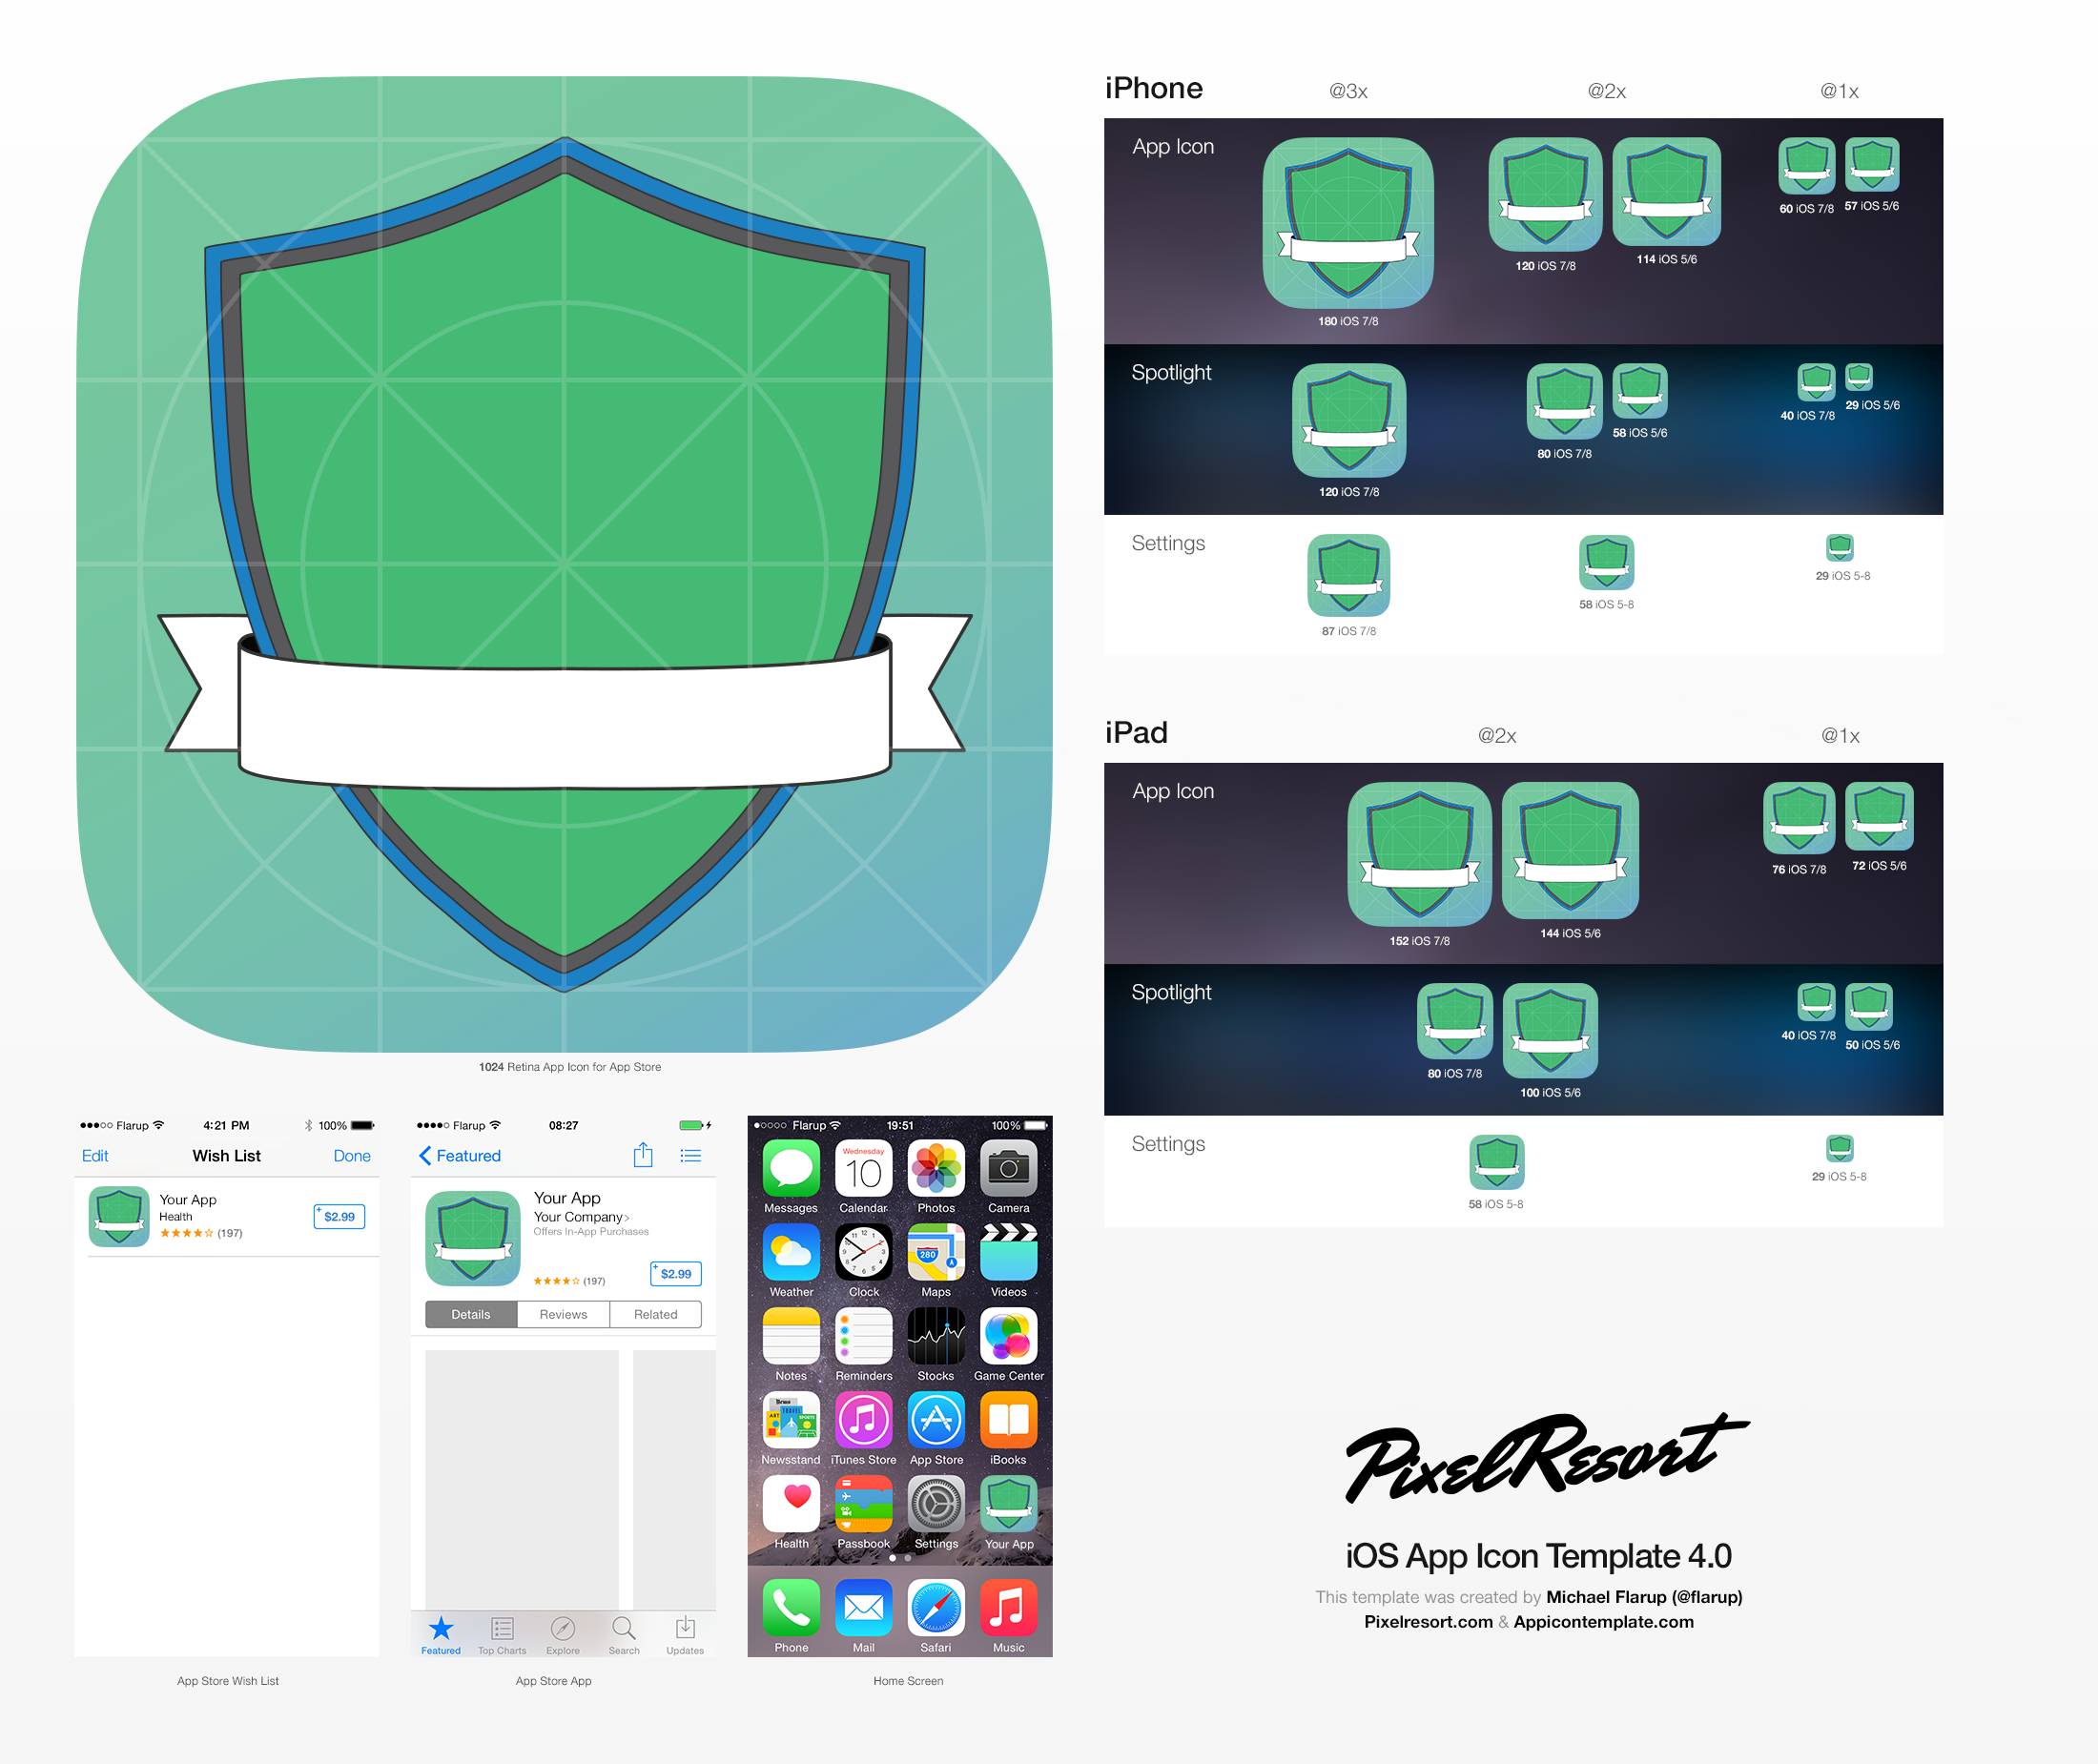 iPhone @3x @2x @1x
App Icon
180 iOS 7/8
120 iOS 7/8
114 iOS 5/6
60 iOS 7/8
57 iOS 5/6
Spotlight
120 iOS 7/8
80 iOS 7/8
58 iOS 5/6
40 iOS 7/8
29 iOS 5/6
Settings
87 iOS 7/8
58 iOS 5-8
29 iOS 5-8
iPad @2x @1x
App Icon
152 iOS 7/8
144 iOS 5/6
76 iOS 7/8
72 iOS 5/6
Spotlight
80 iOS 7/8
100 iOS 5/6
40 iOS 7/8
50 iOS 5/6
Settings
58 iOS 5-8
29 iOS 5-8
1024 Retina App Icon for App Store
Flarup 4:21 PM 100%
Edit Wish List Done
Your App
Health
(197)
+ $2.99
App Store Wish List
Flarup 08:27
Featured
Your App
Your Company
Offers In-App Purchases
(197)
+ $2.99
Details Reviews Related
Featured Top Charts Explore Search Updates
App Store App
Flarup 19:51 100%
Wednesday
10
Messages Calendar Photos Camera
280
Weather Clock Maps Videos
Notes Reminders Stocks Game Center
ART TRAVEL SPORTS
Newsstand iTunes Store App Store iBooks
Health Passbook Settings Your App
Phone Mail Safari Music
Home Screen
PixelResort
iOS App Icon Template 4.0
This template was created by Michael Flarup (@flarup)
Pixelresort.com & Appicontemplate.com